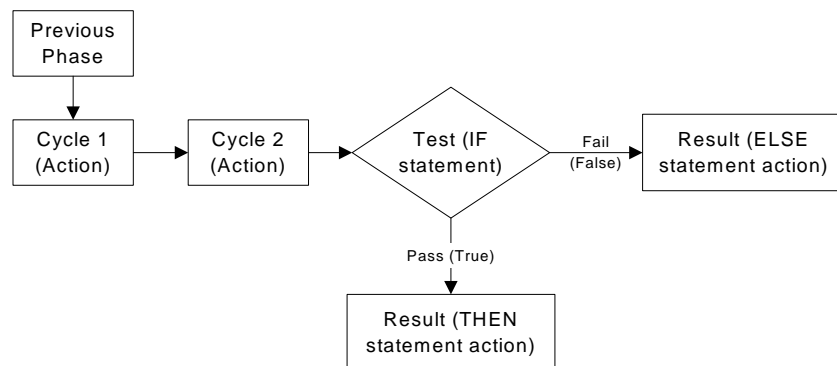 Previous
Phase
Cycle 1
(Action)
Cycle 2
(Action)
Test (IF
statement)
Fail
(False)
Result (ELSE
statement action)
Pass (True)
Result (THEN
statement action)